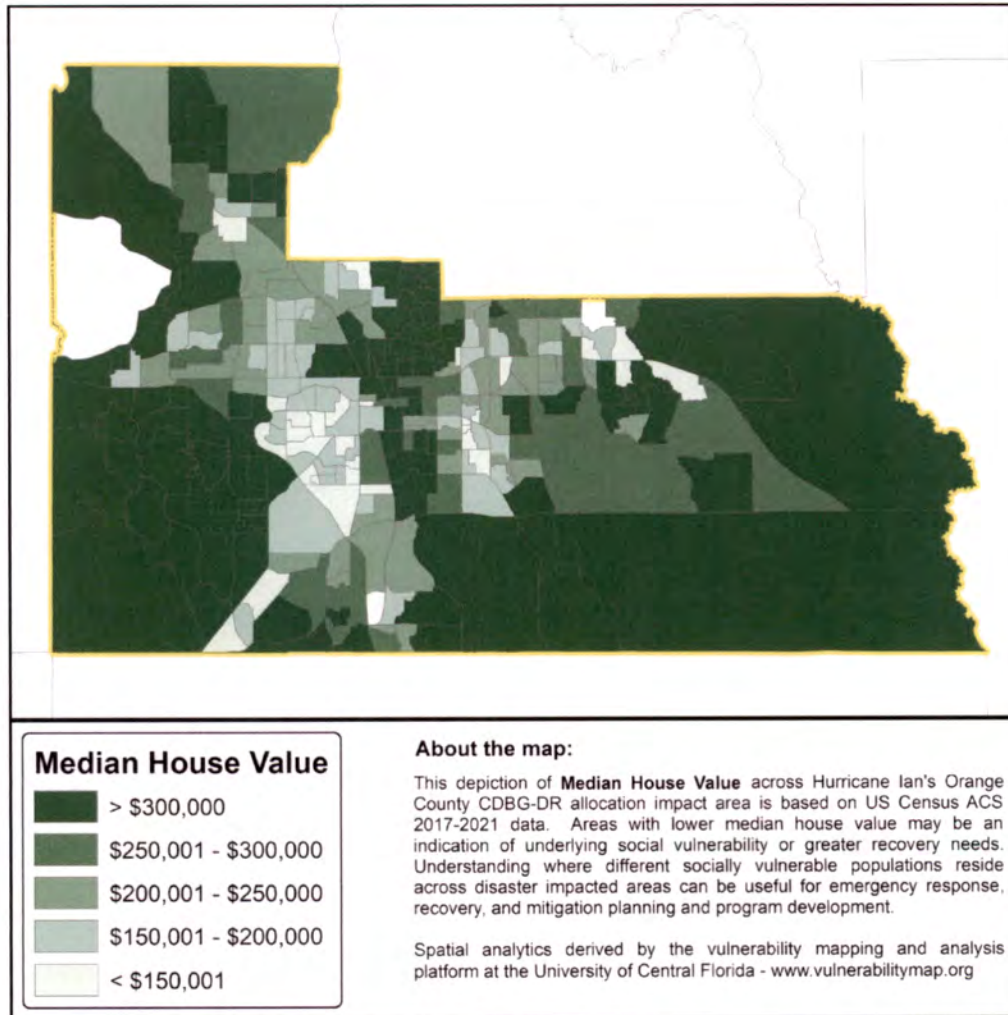 Median House Value
> $300,000
$250,001 - $300,000
$200,001 - $250,000
$150,001 - $200,000
< $150,001
About the map:
This depiction of Median House Value across Hurricane Ian's Orange
County CDBG-DR allocation impact area is based on US Census ACS
2017-2021 data. Areas with lower median house value may be an
indication of underlying social vulnerability or greater recovery needs.
Understanding where different socially vulnerable populations reside
across disaster impacted areas can be useful for emergency response,
recovery, and mitigation planning and program development.
Spatial analytics derived by the vulnerability mapping and analysis
platform at the University of Central Florida - www.vulnerabilitymap.org